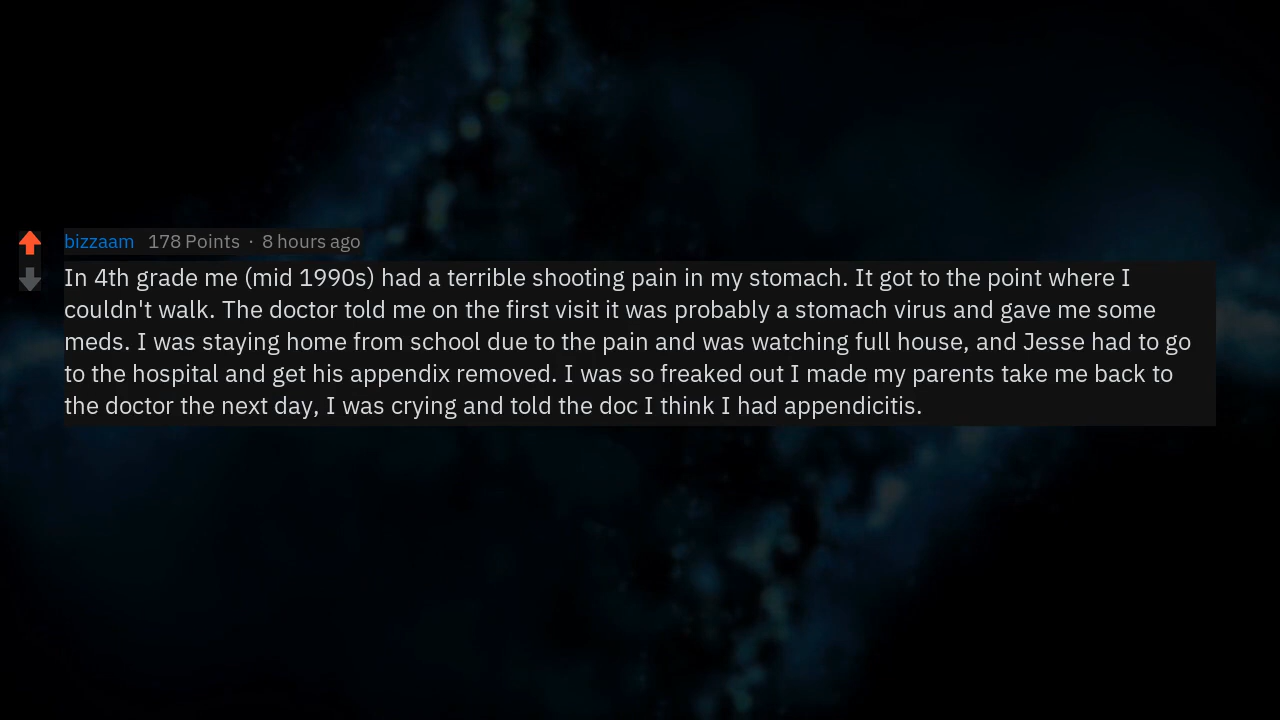 bizzaam 178 Points · 8 hours ago
In 4th grade me (mid 1990s) had a terrible shooting pain in my stomach. It got to the point where I
couldn't walk. The doctor told me on the first visit it was probably a stomach virus and gave me some
meds. I was staying home from school due to the pain and was watching full house, and Jesse had to go
to the hospital and get his appendix removed. I was so freaked out I made my parents take me back to
the doctor the next day, I was crying and told the doc I think I had appendicitis.